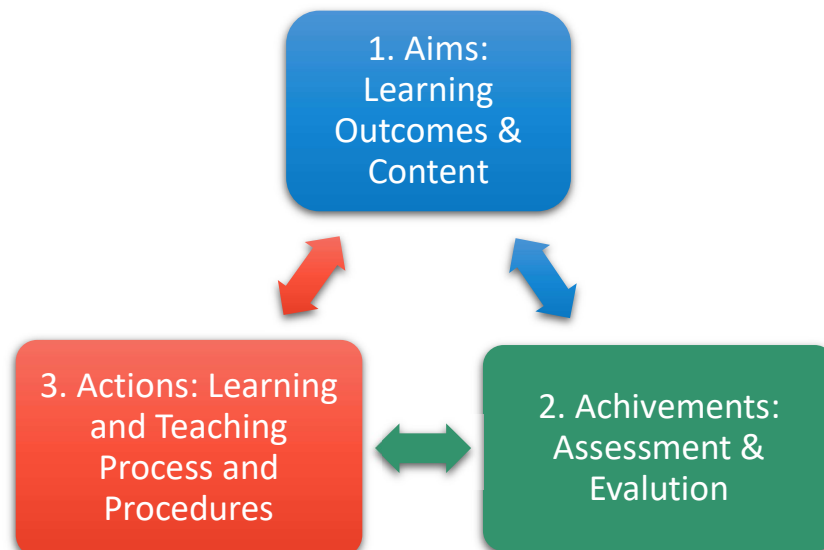 1. Aims:
Learning
Outcomes &
Content
3. Actions: Learning
and Teaching
Process and
Procedures
2. Achivements:
Assessment &
Evalution